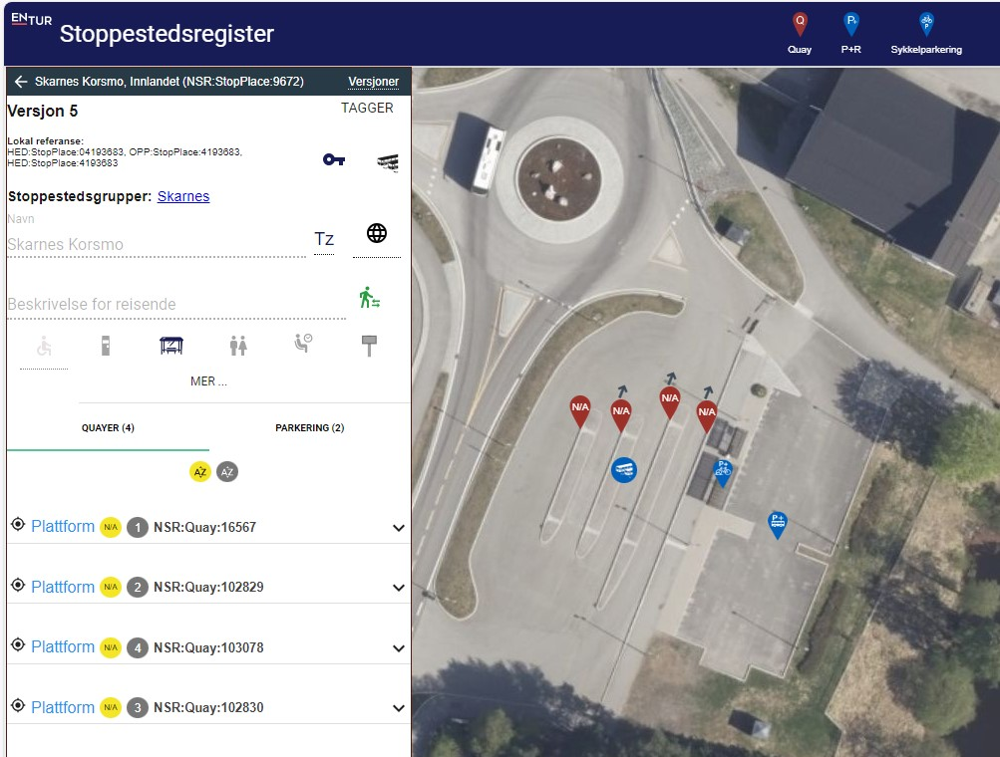 ENTUR
Stoppestedsregister
Q
Quay
P+
P+R
P
Sykkelparkering
Skarnes Korsmo, Innlandet (NSR:StopPlace:9672)
Versjoner
Versjon 5
TAGGER
Lokal referanse:
HED:StopPlace:04193683, OPP:StopPlace:4193683,
HED:StopPlace:4193683
Stoppestedsgrupper: Skarnes
Navn
Skarnes Korsmo
Tz
Beskrivelse for reisende
MER ...
QUAYER (4)
PARKERING (2)
AZ
AZ
Plattform N/A 1 NSR:Quay:16567
Plattform N/A 2 NSR:Quay:102829
Plattform N/A 4 NSR:Quay:103078
Plattform N/A 3 NSR:Quay:102830
N/A
N/A
N/A
N/A
P+
P+